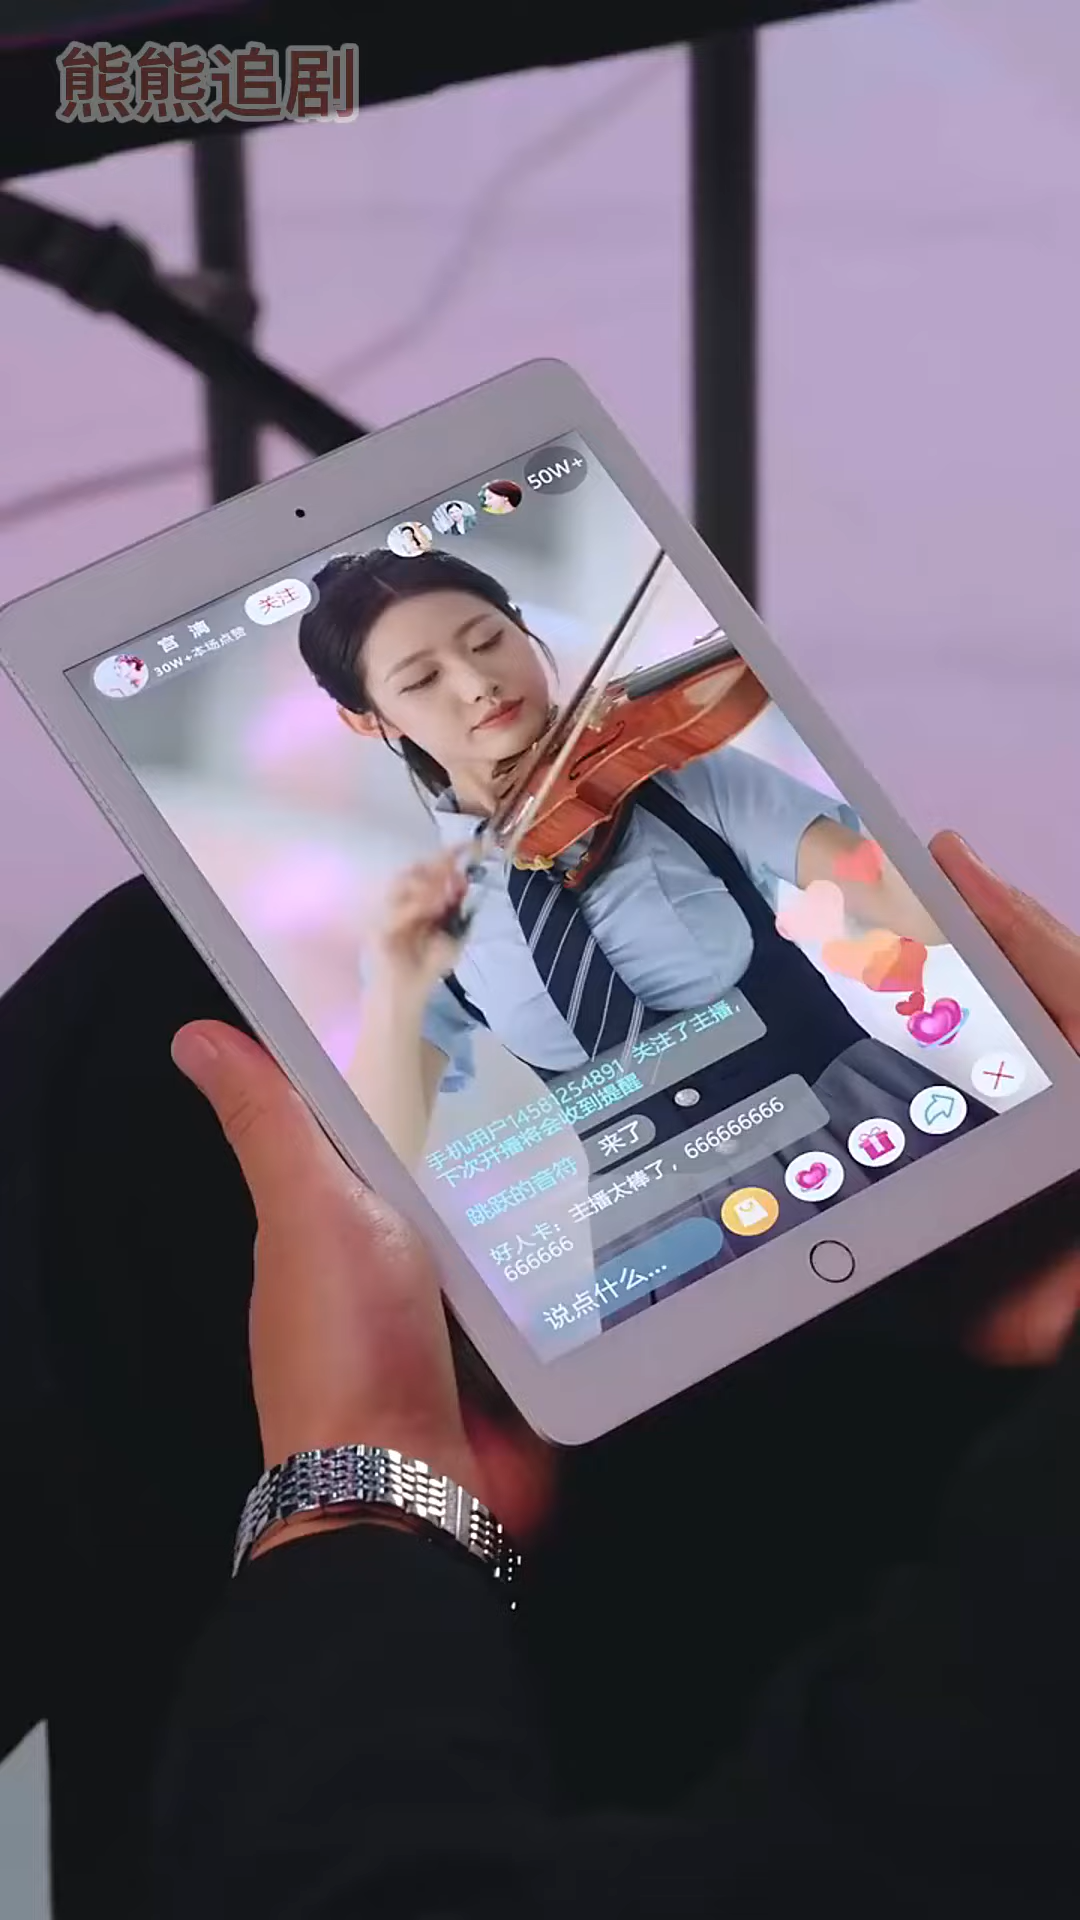 熊熊追剧
50W+
宫 漓
关注
30W+本场点赞
手机用户14581254891 关注了主播，
下次开播将会收到提醒
跳跃的音符 来了
好人卡：主播太棒了，666666666
666666
说点什么...